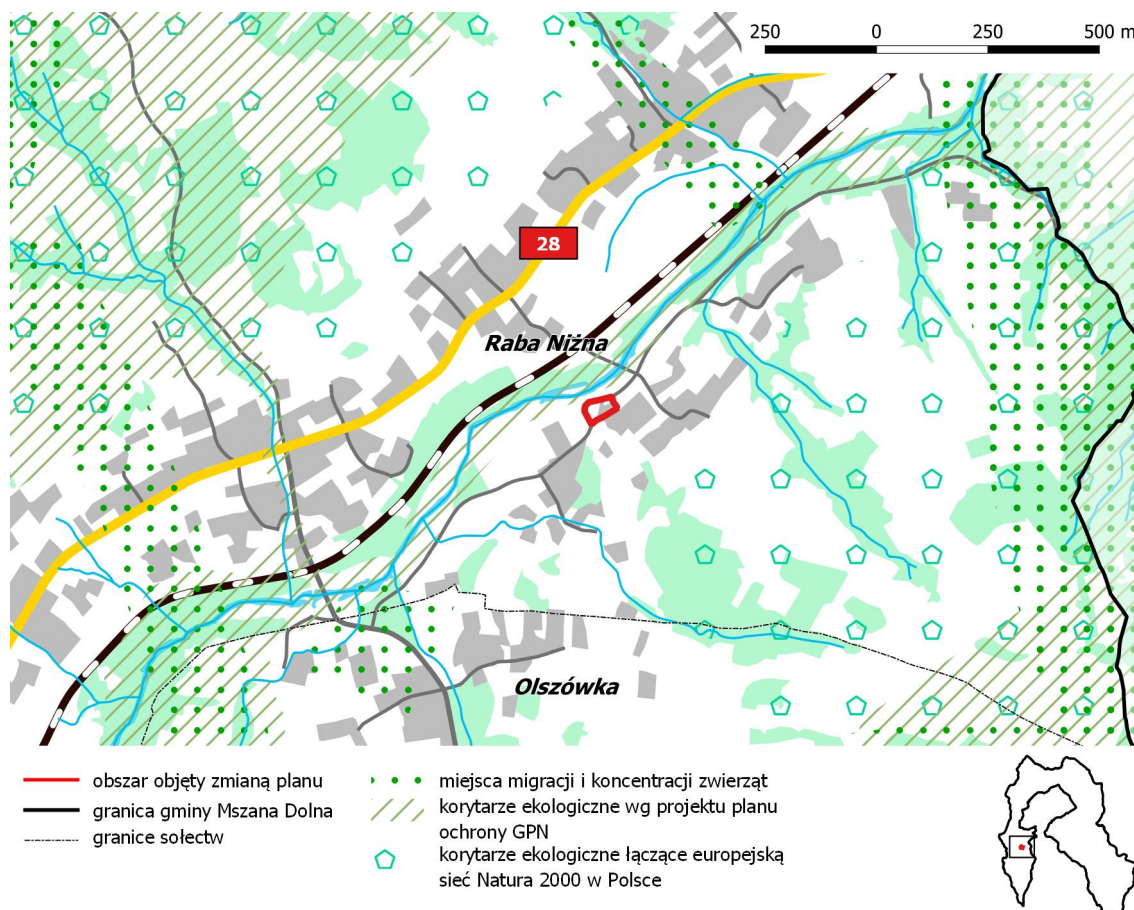 250 0 250 500 m
28
Raba Niżna
Olszówka
obszar objęty zmianą planu
granica gminy Mszana Dolna
granice sołectw
miejsca migracji i koncentracji zwierząt
korytarze ekologiczne wg projektu planu
ochrony GPN
korytarze ekologiczne łączące europejską
sieć Natura 2000 w Polsce